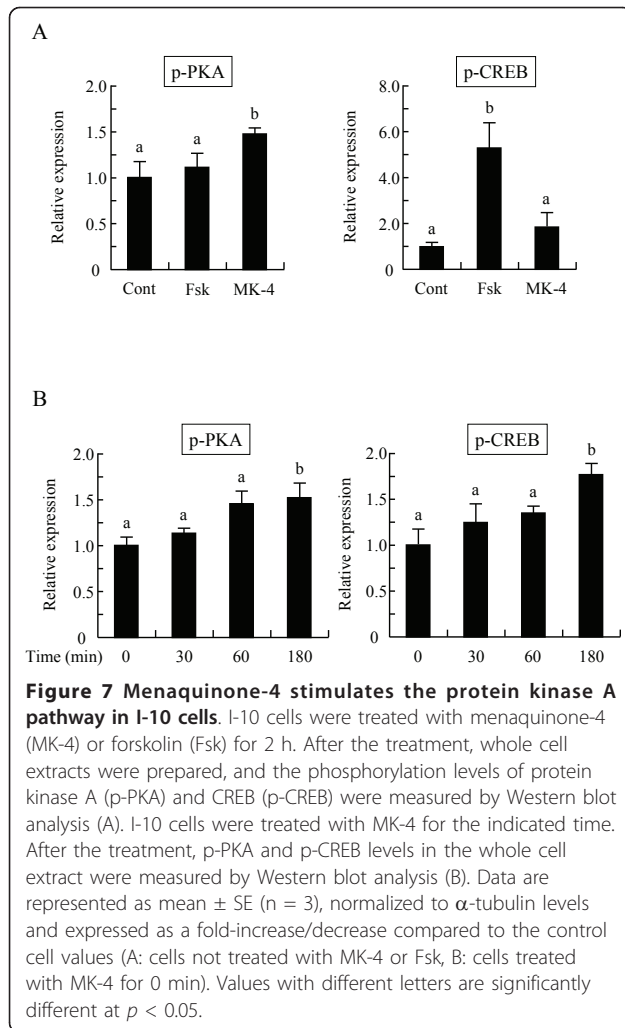 A
p-PKA
p-CREB
Relative expression
2.0
1.5
1.0
0.5
0
a
a
b
Cont Fsk MK-4
Relative expression
8.0
6.0
4.0
2.0
0
a
b
a
Cont Fsk MK-4
B
p-PKA
p-CREB
Relative expression
2.0
1.5
1.0
0.5
0
a
a
a
b
Time (min) 0 30 60 180
Relative expression
2.0
1.5
1.0
0.5
0
a
a
a
b
0 30 60 180
Figure 7 Menaquinone-4 stimulates the protein kinase A
pathway in I-10 cells. I-10 cells were treated with menaquinone-4
(MK-4) or forskolin (Fsk) for 2 h. After the treatment, whole cell
extracts were prepared, and the phosphorylation levels of protein
kinase A (p-PKA) and CREB (p-CREB) were measured by Western blot
analysis (A). I-10 cells were treated with MK-4 for the indicated time.
After the treatment, p-PKA and p-CREB levels in the whole cell
extract were measured by Western blot analysis (B). Data are
represented as mean ± SE (n = 3), normalized to α-tubulin levels
and expressed as a fold-increase/decrease compared to the control
cell values (A: cells not treated with MK-4 or Fsk, B: cells treated
with MK-4 for 0 min). Values with different letters are significantly
different at p < 0.05.